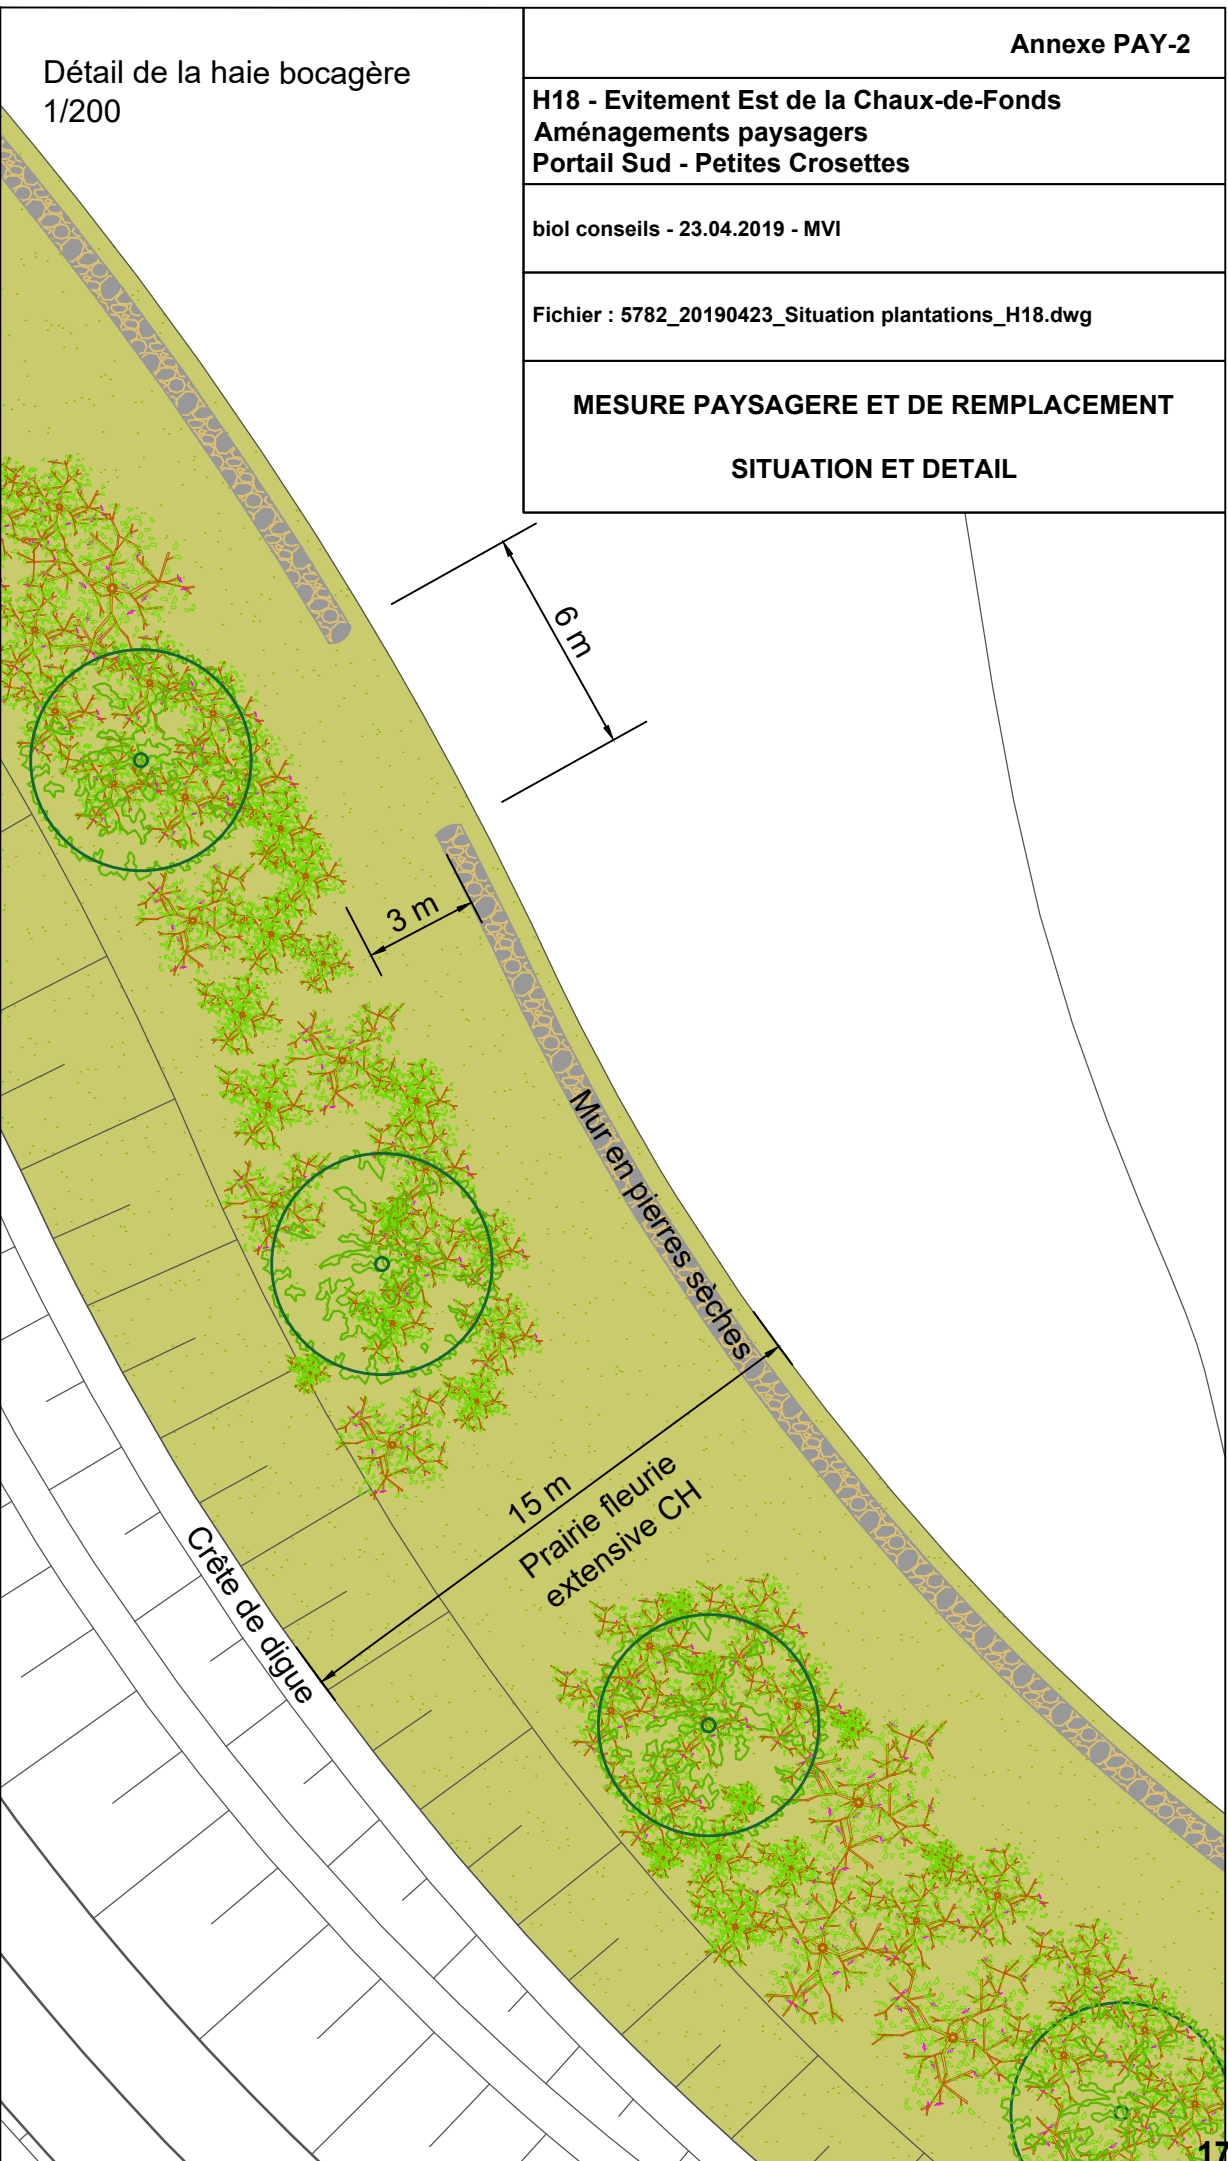 Détail de la haie bocagère
1/200
Annexe PAY-2
H18 - Evitement Est de la Chaux-de-Fonds
Aménagements paysagers
Portail Sud - Petites Crosettes
biol conseils - 23.04.2019 - MVI
Fichier : 5782_20190423_Situation plantations_H18.dwg
MESURE PAYSAGERE ET DE REMPLACEMENT
SITUATION ET DETAIL
6 m
3 m
Mur en pierres sèches
15 m
Prairie fleurie
extensive CH
Crête de digue
17